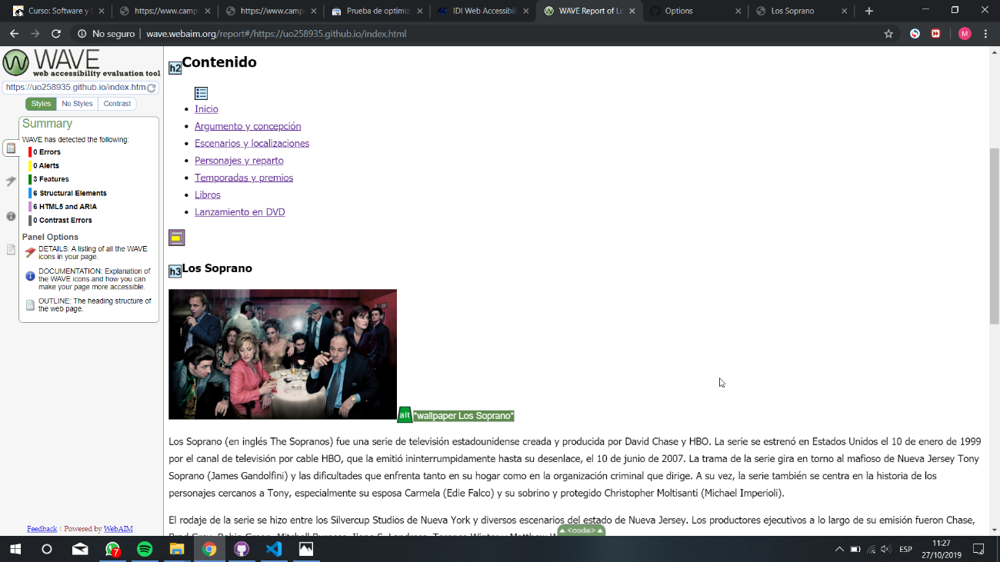 Curso: Software y
https://www.camp
https://www.camp
Prueba de optimiz
IDI Web Accessibil
WAVE Report of Lo
Options
Los Soprano
No seguro | wave.webaim.org/report#/https://uo258935.github.io/index.html
M
WAVE
web accessibility evaluation tool
https://uo258935.github.io/index.htm
Styles No Styles Contrast
Summary
WAVE has detected the following:
0 Errors
0 Alerts
3 Features
6 Structural Elements
6 HTML5 and ARIA
0 Contrast Errors
Panel Options
DETAILS: A listing of all the WAVE
icons in your page.
DOCUMENTATION: Explanation of
the WAVE icons and how you can
make your page more accessible.
OUTLINE: The heading structure of
the web page.
Feedback | Powered by WebAIM
h2 Contenido
Inicio
Argumento y concepción
Escenarios y localizaciones
Personajes y reparto
Temporadas y premios
Libros
Lanzamiento en DVD
h3 Los Soprano
alt *wallpaper Los Soprano*
Los Soprano (en inglés The Sopranos) fue una serie de televisión estadounidense creada y producida por David Chase y HBO. La serie se estrenó en Estados Unidos el 10 de enero de 1999
por el canal de televisión por cable HBO, que la emitió ininterrumpidamente hasta su desenlace, el 10 de junio de 2007. La trama de la serie gira en torno al mafioso de Nueva Jersey Tony
Soprano (James Gandolfini) y las dificultades que enfrenta tanto en su hogar como en la organización criminal que dirige. A su vez, la serie también se centra en la historia de los
personajes cercanos a Tony, especialmente su esposa Carmela (Edie Falco) y su sobrino y protegido Christopher Moltisanti (Michael Imperioli).
El rodaje de la serie se hizo entre los Silvercup Studios de Nueva York y diversos escenarios del estado de Nueva Jersey. Los productores ejecutivos a lo largo de su emisión fueron Chase,
Brad Grey, Robin Green, Mitchell Burgess, Ilene S. Landress, Terence Winter y Matthew W
<code>
7
ESP
11:27
27/10/2019